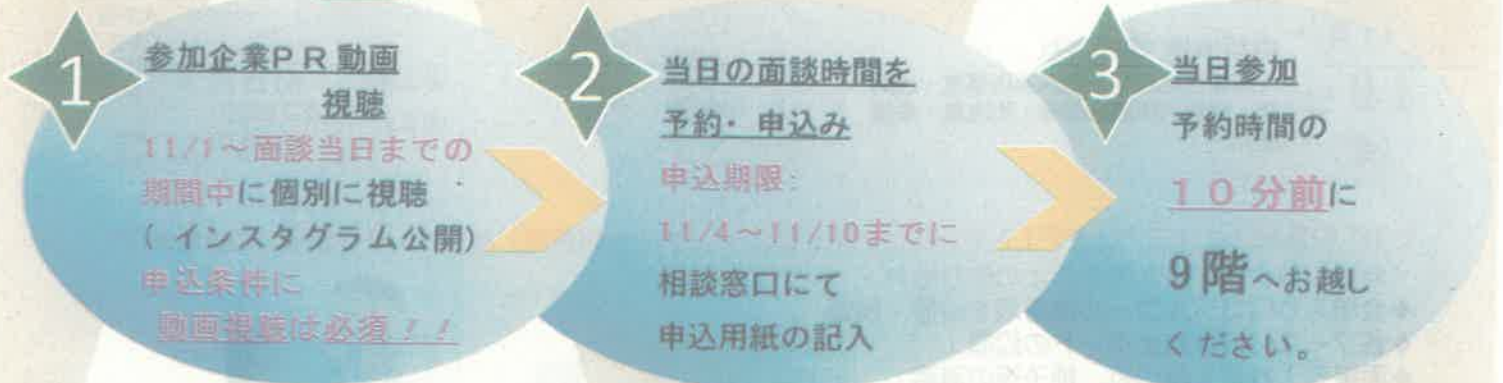 1
参加企業PR動画
視聴
11/1～面談当日までの
期間中に個別に視聴
(インスタグラム公開)
申込条件に
動画視聴は必須！！
2
当日の面談時間を
予約・申込み
申込期限:
11/4～11/10までに
相談窓口にて
申込用紙の記入
3
当日参加
予約時間の
10分前に
9階へお越し
ください。